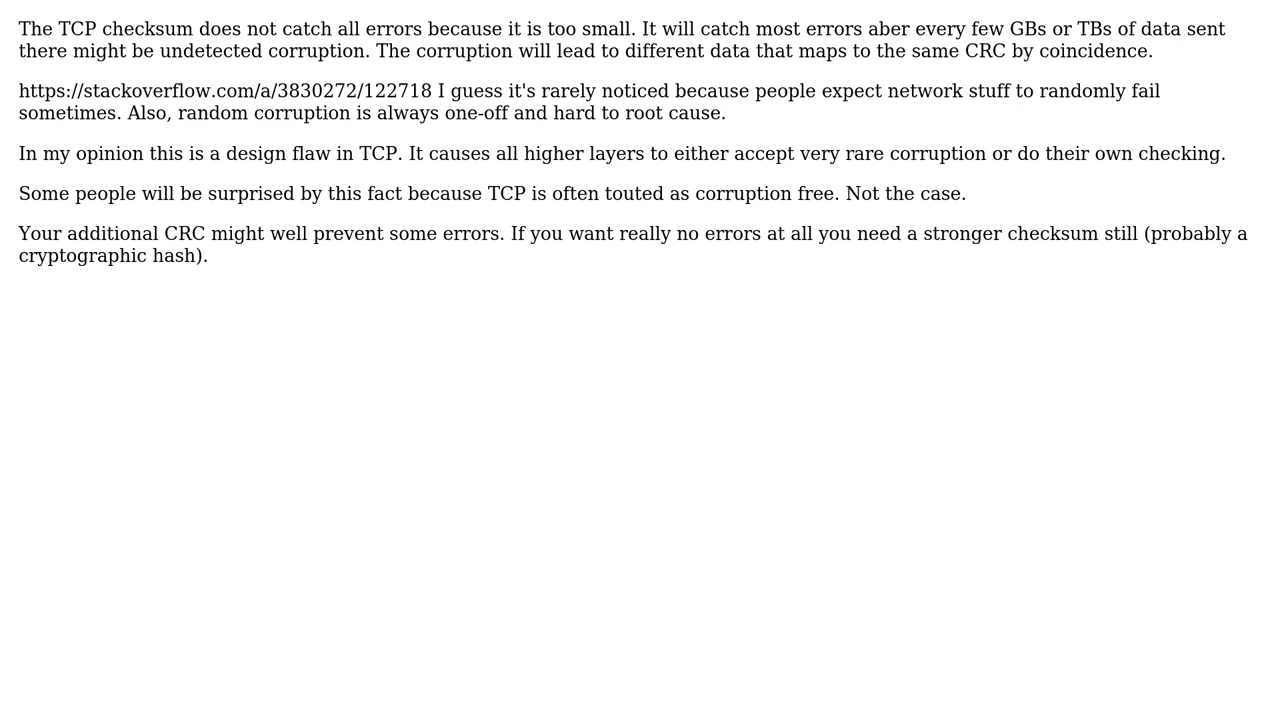 The TCP checksum does not catch all errors because it is too small. It will catch most errors aber every few GBs or TBs of data sent
there might be undetected corruption. The corruption will lead to different data that maps to the same CRC by coincidence.
https://stackoverflow.com/a/3830272/122718 I guess it's rarely noticed because people expect network stuff to randomly fail
sometimes. Also, random corruption is always one-off and hard to root cause.
In my opinion this is a design flaw in TCP. It causes all higher layers to either accept very rare corruption or do their own checking.
Some people will be surprised by this fact because TCP is often touted as corruption free. Not the case.
Your additional CRC might well prevent some errors. If you want really no errors at all you need a stronger checksum still (probably a
cryptographic hash).